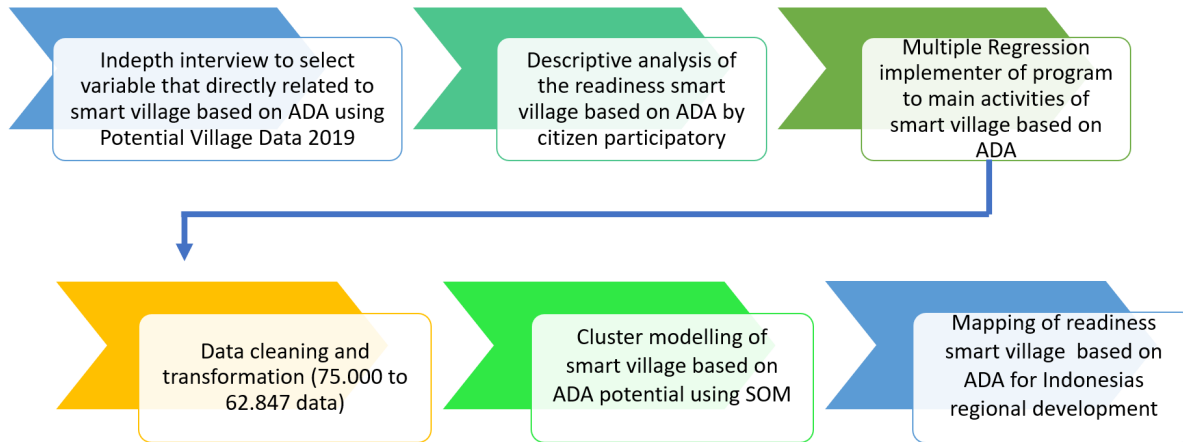 Indepth interview to select
variable that directly related to
smart village based on ADA using
Potential Village Data 2019
Descriptive analysis of
the readiness smart
village based on ADA by
citizen participatory
Multiple Regression
implementer of program
to main activities of
smart village based on
ADA
Data cleaning and
transformation (75.000 to
62.847 data)
Cluster modelling of
smart village based on
ADA potential using SOM
Mapping of readiness
smart village based on
ADA for Indonesias
regional development